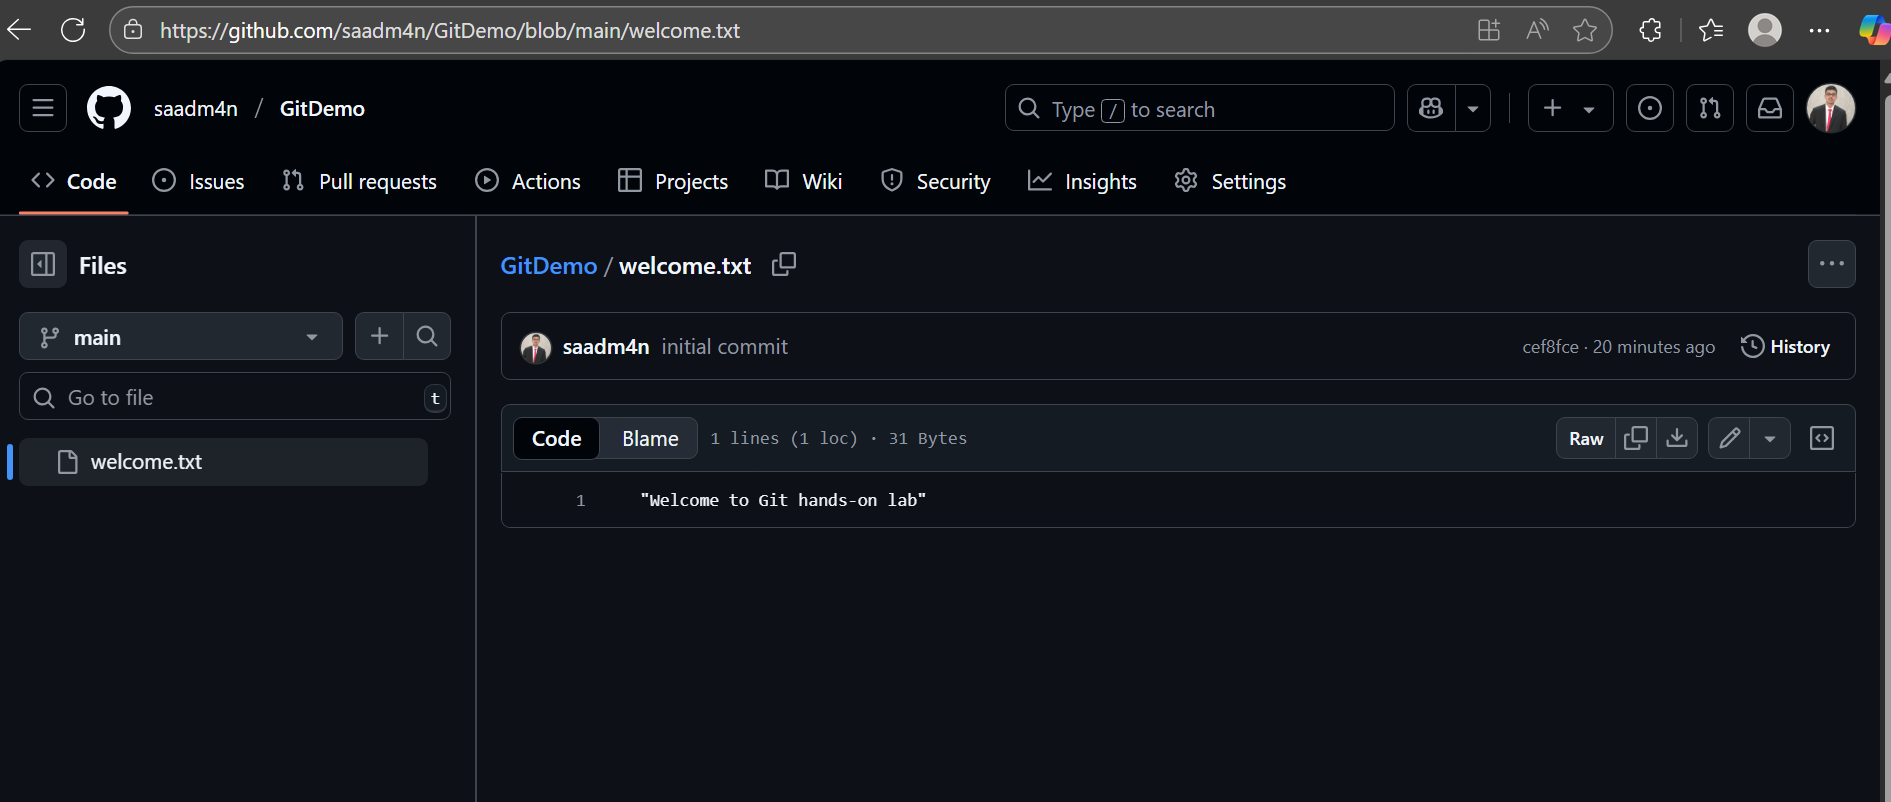 https://github.com/saadm4n/GitDemo/blob/main/welcome.txt
saadm4n / GitDemo
Type / to search
Code Issues Pull requests Actions Projects Wiki Security Insights Settings
Files
main
Go to file t
welcome.txt
GitDemo / welcome.txt
saadm4n initial commit
cef8fce · 20 minutes ago History
Code Blame 1 lines (1 loc) · 31 Bytes Raw
1 "Welcome to Git hands-on lab"